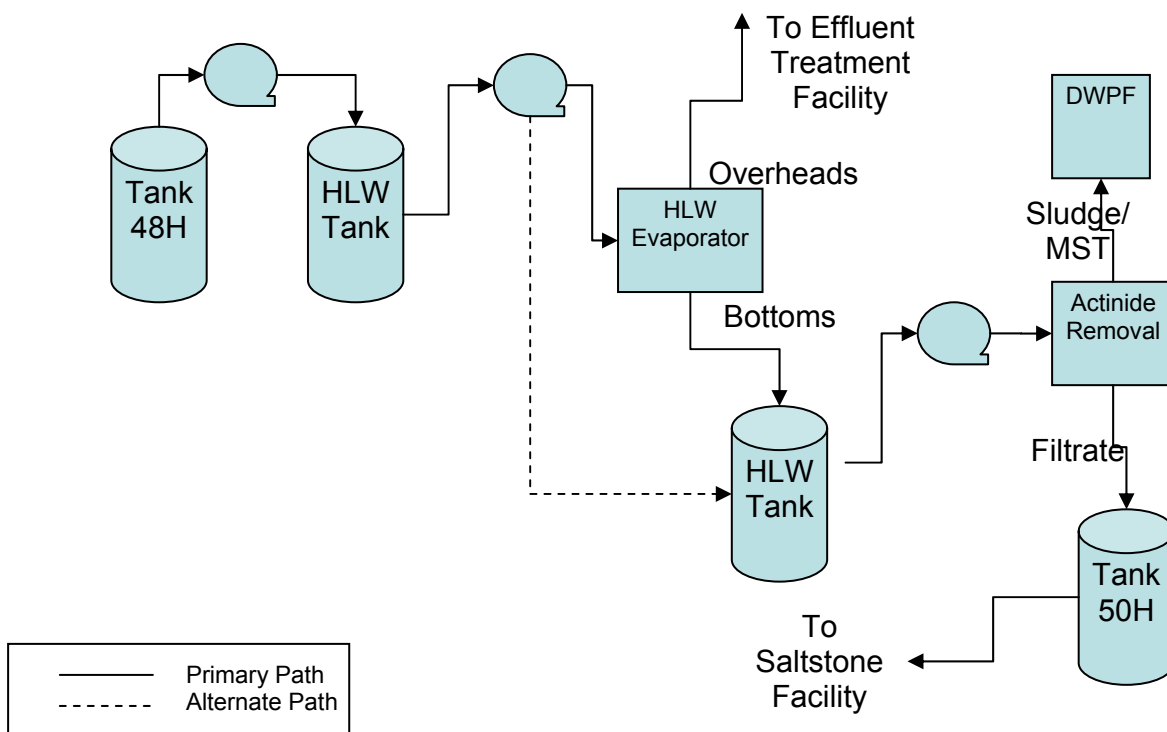 To Effluent
Treatment
Facility
DWPF
Tank
48H
HLW
Tank
Overheads
HLW
Evaporator
Sludge/
MST
Bottoms
Actinide
Removal
Filtrate
HLW
Tank
Tank
50H
To
Saltstone
Facility
Primary Path
Alternate Path